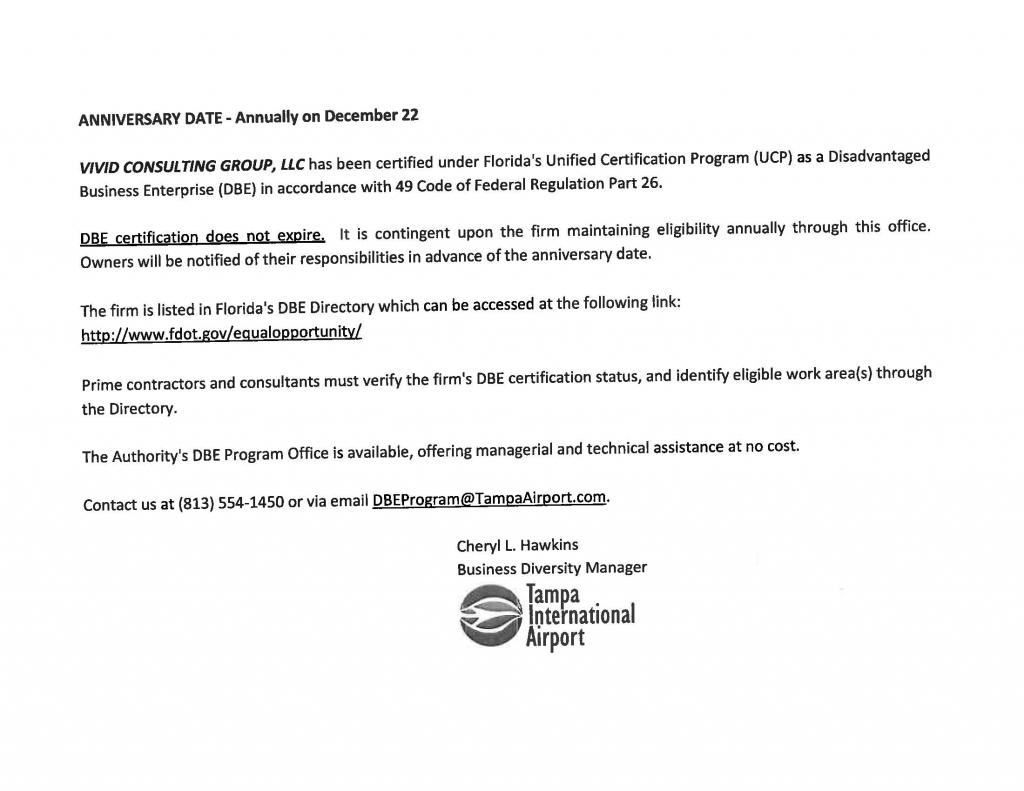 ANNIVERSARY DATE - Annually on December 22
VIVID CONSULTING GROUP, LLC has been certified under Florida's Unified Certification Program (UCP) as a Disadvantaged
Business Enterprise (DBE) in accordance with 49 Code of Federal Regulation Part 26.
DBE certification does not expire. It is contingent upon the firm maintaining eligibility annually through this office.
Owners will be notified of their responsibilities in advance of the anniversary date.
The firm is listed in Florida's DBE Directory which can be accessed at the following link:
http://www.fdot.gov/equalopportunity/
Prime contractors and consultants must verify the firm's DBE certification status, and identify eligible work area(s) through
the Directory.
The Authority's DBE Program Office is available, offering managerial and technical assistance at no cost.
Contact us at (813) 554-1450 or via email DBEProgram@TampaAirport.com.
Cheryl L. Hawkins
Business Diversity Manager
Tampa
International
Airport